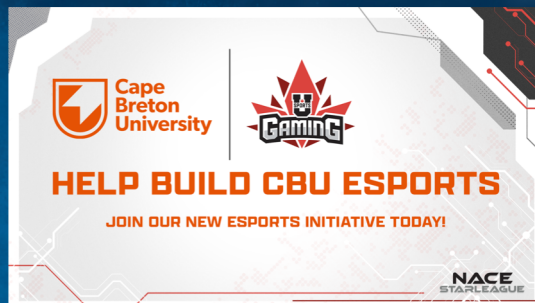 Cape
Breton
University
U
SPORTS
GAMING
HELP BUILD CBU ESPORTS
JOIN OUR NEW ESPORTS INITIATIVE TODAY!
NACE
STARLEAGUE